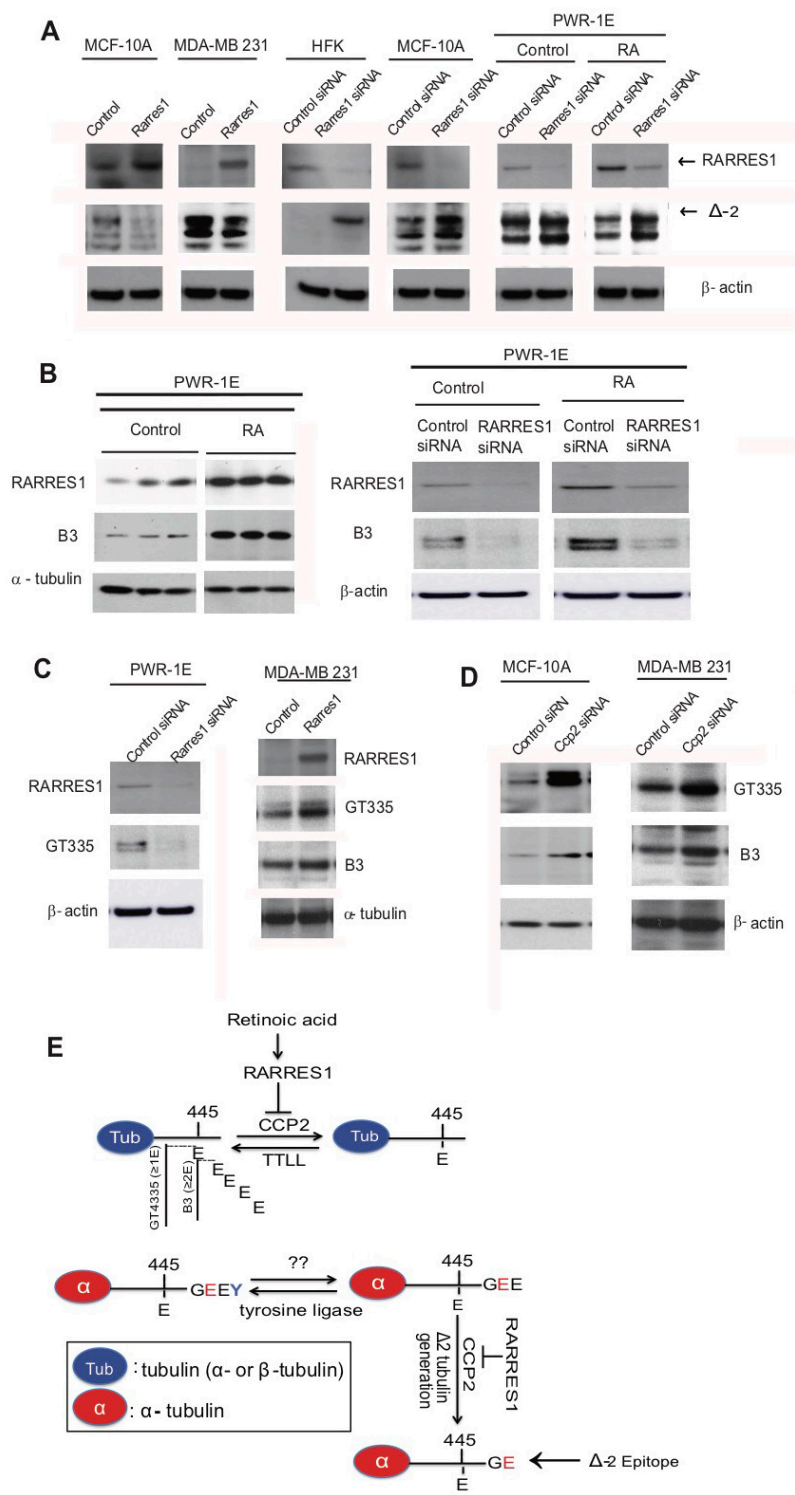 A
PWR-1E
MCF-10A MDA-MB 231 HFK MCF-10A Control RA
Control Rarres1 Control Rarres1 Control siRNA Rarres1 siRNA Control siRNA Rarres1 siRNA Control siRNA Rarres1 siRNA Control siRNA Rarres1 siRNA
← RARRES1
← Δ-2
β- actin
B
PWR-1E
Control RA
RARRES1
B3
α - tubulin
PWR-1E
Control RA
Control siRNA RARRES1 siRNA Control siRNA RARRES1 siRNA
RARRES1
B3
β-actin
C
PWR-1E
Control siRNA Rarres1 siRNA
RARRES1
GT335
β- actin
MDA-MB 231
Control Rarres1
RARRES1
GT335
B3
α- tubulin
D
MCF-10A MDA-MB 231
Control siRN Ccp2 siRNA Control siRNA Ccp2 siRNA
GT335
B3
β- actin
E
Retinoic acid
RARRES1
445 CCP2 445
Tub TTLL Tub
E E
E
E
E
E
GT4335 (≥1E)
B3 (≥2E)
445 ?? 445
α GEEY α GEE
E tyrosine ligase E
Δ2 tubulin
generation
CCP2
RARRES1
Tub : tubulin (α- or β-tubulin)
α : α- tubulin
445
α GE Δ-2 Epitope
E